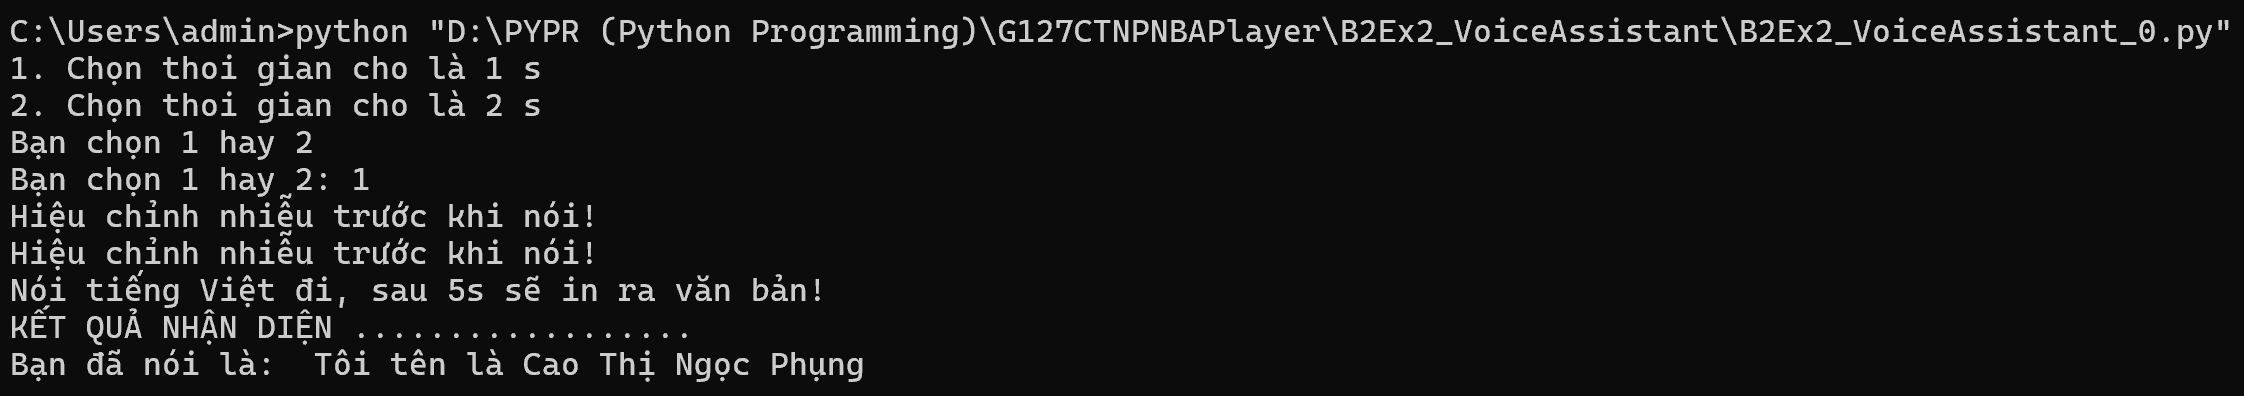 C:\Users\admin>python "D:\PYPR (Python Programming)\G127CTNPNBAPlayer\B2Ex2_VoiceAssistant\B2Ex2_VoiceAssistant_0.py"
1. Chọn thoi gian cho là 1 s
2. Chọn thoi gian cho là 2 s
Bạn chọn 1 hay 2
Bạn chọn 1 hay 2: 1
Hiệu chỉnh nhiễu trước khi nói!
Hiệu chỉnh nhiễu trước khi nói!
Nói tiếng Việt đi, sau 5s sẽ in ra văn bản!
KẾT QUẢ NHẬN DIỆN ..................
Bạn đã nói là:  Tôi tên là Cao Thị Ngọc Phụng